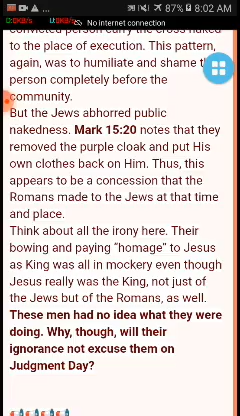 87% 8:02 AM
U:0KB/s
No internet connection
convicted person carry the cross naked
to the place of execution. This pattern,
again, was to humiliate and shame
person completely before the
community.
But the Jews abhorred public
nakedness. Mark 15:20 notes that they
removed the purple cloak and put His
own clothes back on Him. Thus, this
appears to be a concession that the
Romans made to the Jews at that time
and place.
Think about all the irony here. Their
bowing and paying "homage" to Jesus
as King was all in mockery even though
Jesus really was the King, not just of
the Jews but of the Romans, as well.
These men had no idea what they were
doing. Why, though, will their
ignorance not excuse them on
Judgment Day?